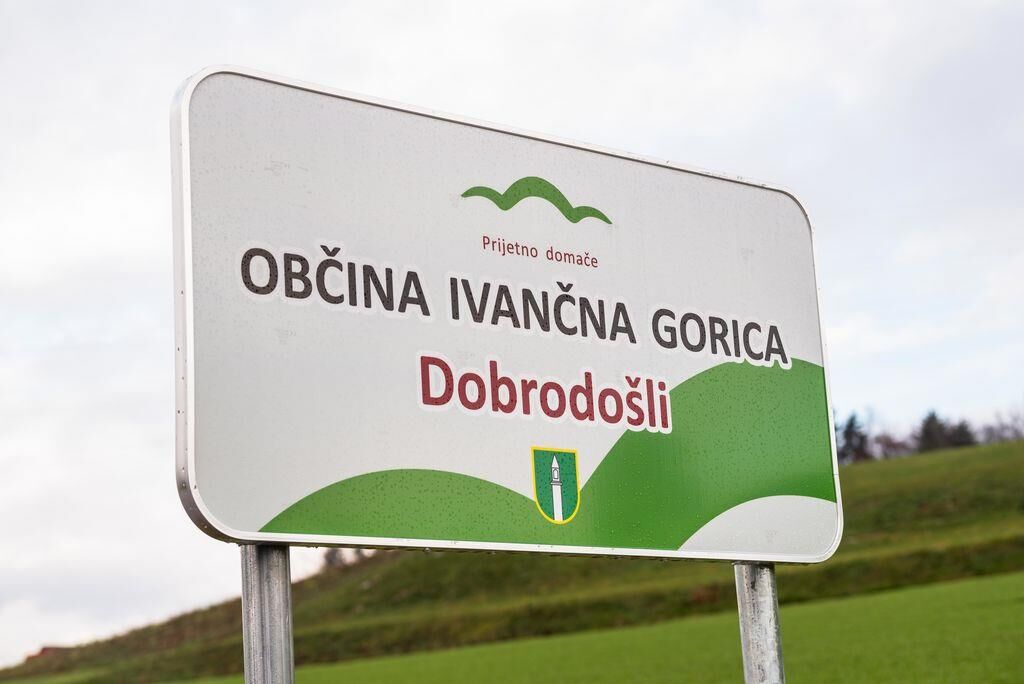 Prijetno domače
OBČINA IVANČNA GORICA
Dobrodošli